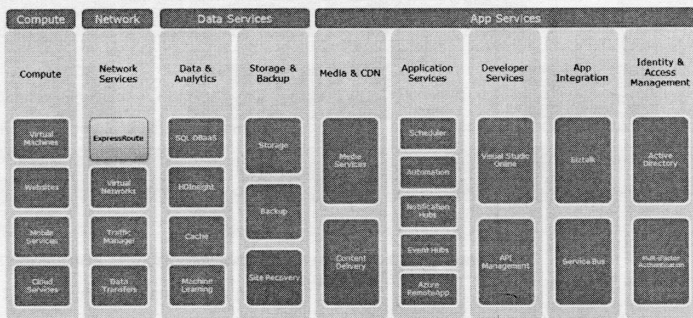 Compute
Network
Data Services
App Services
Compute
Network
Services
Data &
Analytics
Storage &
Backup
Media & CDN
Application
Services
Developer
Services
App
Integration
Identity &
Access
Management
Virtual
Machines
Websites
Mobile
Services
Cloud
Services
ExpressRoute
Virtual
Networks
Traffic
Manager
Data
Transfers
SQL DBaaS
HDInsight
Cache
Machine
Learning
Storage
Backup
Site Recovery
Media
Services
Content
Delivery
Scheduler
Automation
Notification
Hubs
Event Hubs
Azure
RemoteApp
Visual Studio
Online
API
Management
Biztalk
Service Bus
Active
Directory
Multi-Factor
Authentication